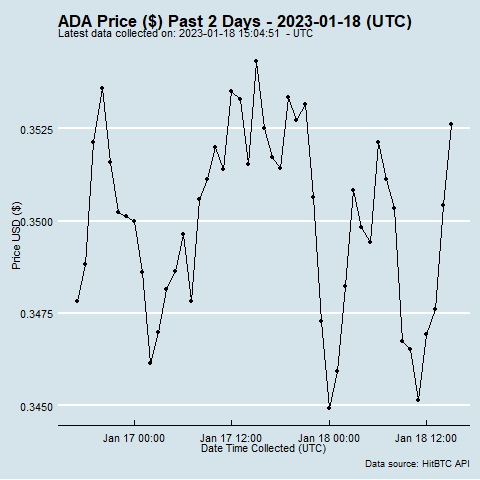 ADA Price ($) Past 2 Days - 2023-01-18 (UTC)
Latest data collected on: 2023-01-18 15:04:51 - UTC
0.3525
0.3500
0.3475
0.3450
Price USD ($)
Jan 17 00:00 Jan 17 12:00 Jan 18 00:00 Jan 18 12:00
Date Time Collected (UTC)
Data source: HitBTC API